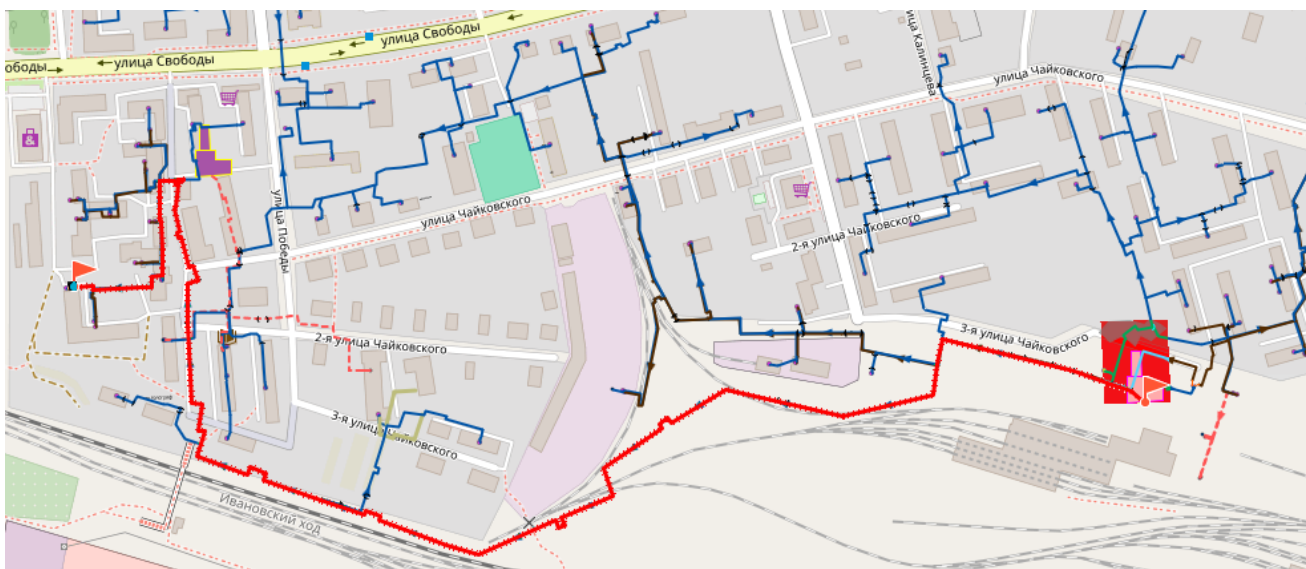 улица Свободы
улица Свободы
ободы
улица Калинцева
улица Чайковского
улица Чайковского
улица Победы
2-я улица Чайковского
3-я улица Чайковского
2-я улица Чайковского
3-я улица Чайковского
Ивановский ход